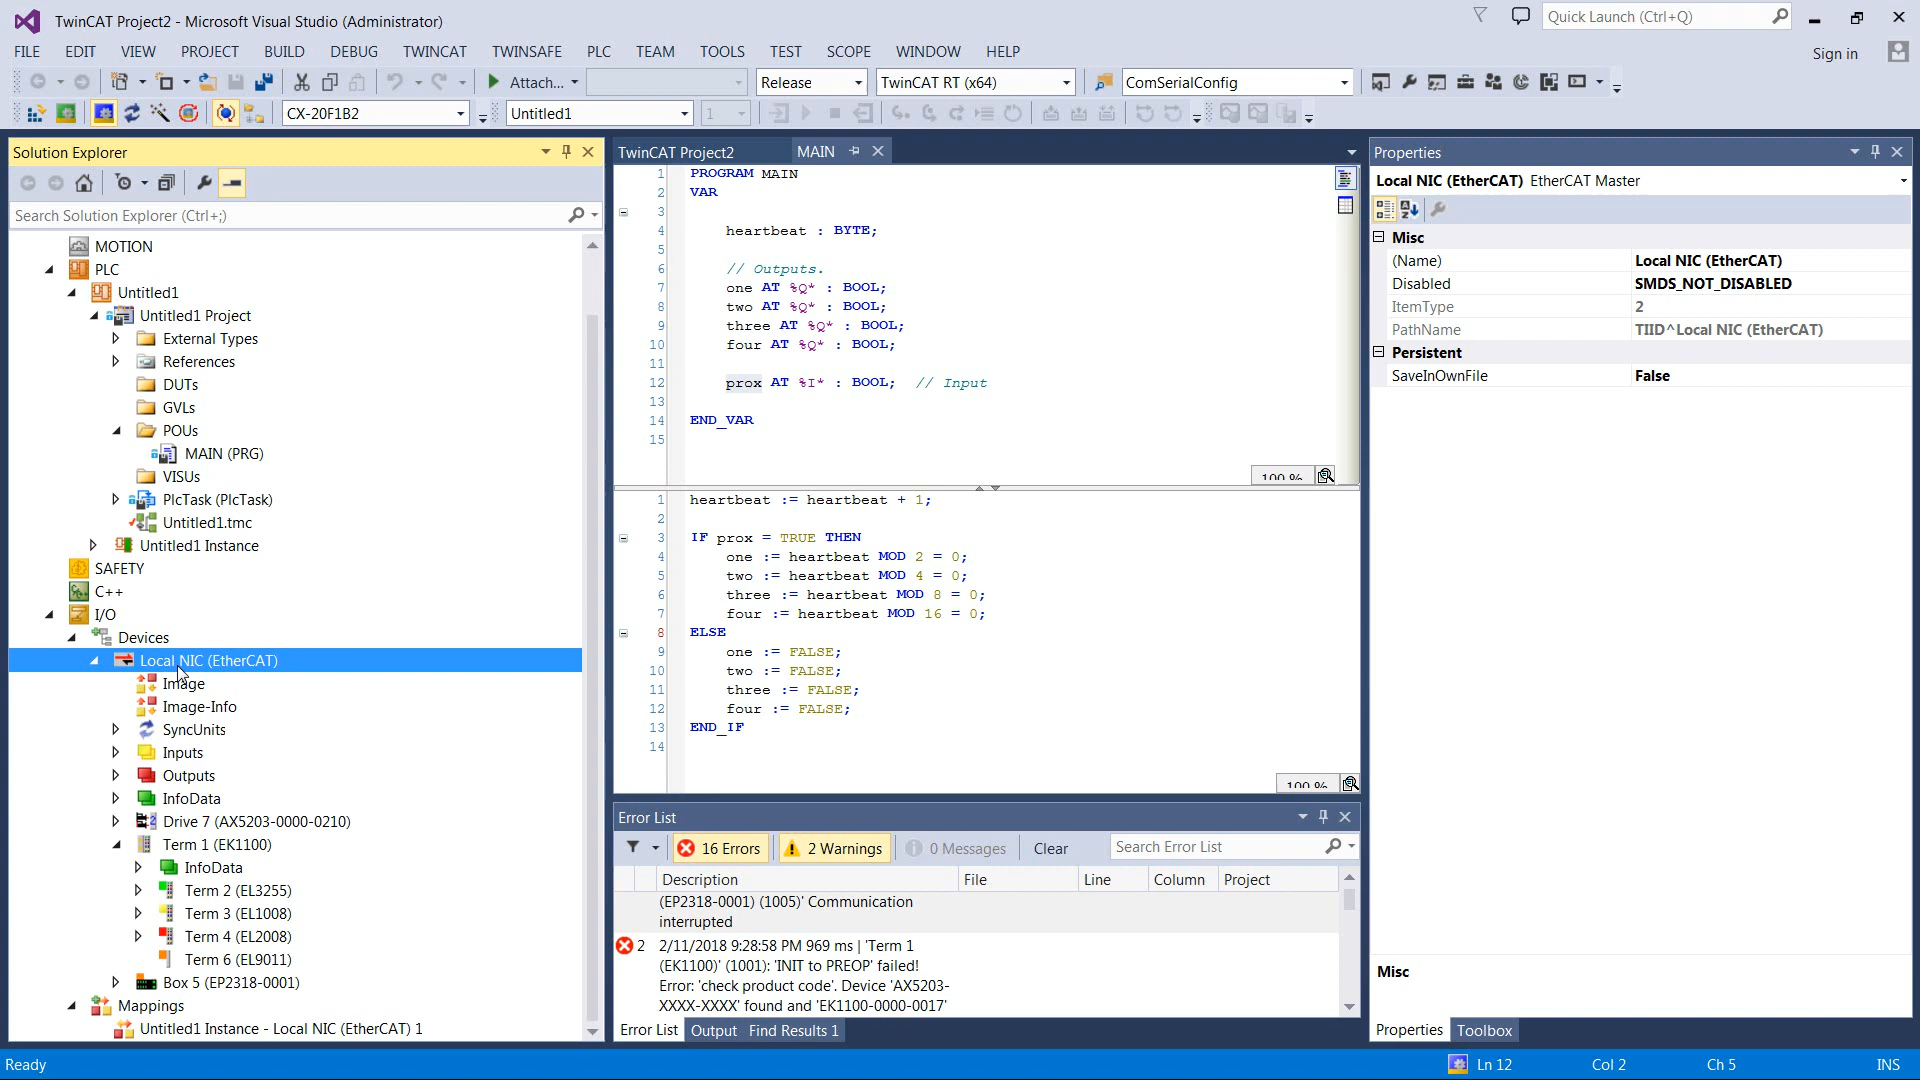 TwinCAT Project2 - Microsoft Visual Studio (Administrator)
Quick Launch (Ctrl+Q)
FILE EDIT VIEW PROJECT BUILD DEBUG TWINCAT TWINSAFE PLC TEAM TOOLS TEST SCOPE WINDOW HELP
Sign in
Attach...
Release
TwinCAT RT (x64)
ComSerialConfig
CX-20F1B2
Untitled1
1
Solution Explorer
Search Solution Explorer (Ctrl+;)
MOTION
PLC
Untitled1
Untitled1 Project
External Types
References
DUTs
GVLs
POUs
MAIN (PRG)
VISUs
PlcTask (PlcTask)
Untitled1.tmc
Untitled1 Instance
SAFETY
C++
I/O
Devices
Local NIC (EtherCAT)
Image
Image-Info
SyncUnits
Inputs
Outputs
InfoData
Drive 7 (AX5203-0000-0210)
Term 1 (EK1100)
InfoData
Term 2 (EL3255)
Term 3 (EL1008)
Term 4 (EL2008)
Term 6 (EL9011)
Box 5 (EP2318-0001)
Mappings
Untitled1 Instance - Local NIC (EtherCAT) 1
TwinCAT Project2
MAIN
1 PROGRAM MAIN
2 VAR
3
4 heartbeat : BYTE;
5
6 // Outputs.
7 one AT %Q* : BOOL;
8 two AT %Q* : BOOL;
9 three AT %Q* : BOOL;
10 four AT %Q* : BOOL;
11
12 prox AT %I* : BOOL; // Input
13
14 END_VAR
15
100 %
1 heartbeat := heartbeat + 1;
2
3 IF prox = TRUE THEN
4 one := heartbeat MOD 2 = 0;
5 two := heartbeat MOD 4 = 0;
6 three := heartbeat MOD 8 = 0;
7 four := heartbeat MOD 16 = 0;
8 ELSE
9 one := FALSE;
10 two := FALSE;
11 three := FALSE;
12 four := FALSE;
13 END_IF
14
100 %
Error List
16 Errors
2 Warnings
0 Messages
Clear
Search Error List
Description File Line Column Project
(EP2318-0001) (1005)' Communication
interrupted
2 2/11/2018 9:28:58 PM 969 ms | 'Term 1
(EK1100)' (1001): 'INIT to PREOP' failed!
Error: 'check product code'. Device 'AX5203-
XXXX-XXXX' found and 'EK1100-0000-0017'
Error List Output Find Results 1
Properties
Local NIC (EtherCAT) EtherCAT Master
Misc
(Name) Local NIC (EtherCAT)
Disabled SMDS_NOT_DISABLED
ItemType 2
PathName TIID^Local NIC (EtherCAT)
Persistent
SaveInOwnFile False
Misc
Properties Toolbox
Ready
Ln 12 Col 2 Ch 5 INS